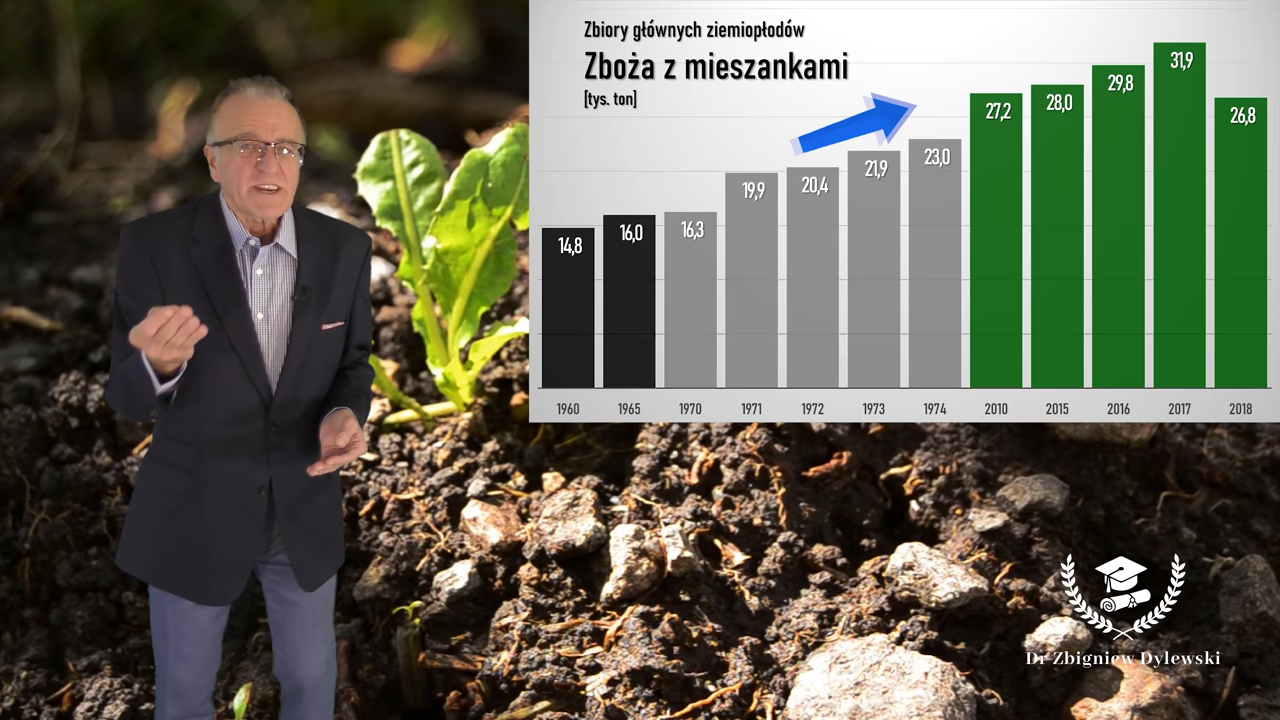 Zbiory głównych ziemiopłodów
Zboża z mieszankami
[tys. ton]
14,8
16,0
16,3
19,9
20,4
21,9
23,0
27,2
28,0
29,8
31,9
26,8
1960 1965 1970 1971 1972 1973 1974 2010 2015 2016 2017 2018
Dr Zbigniew Dylewski